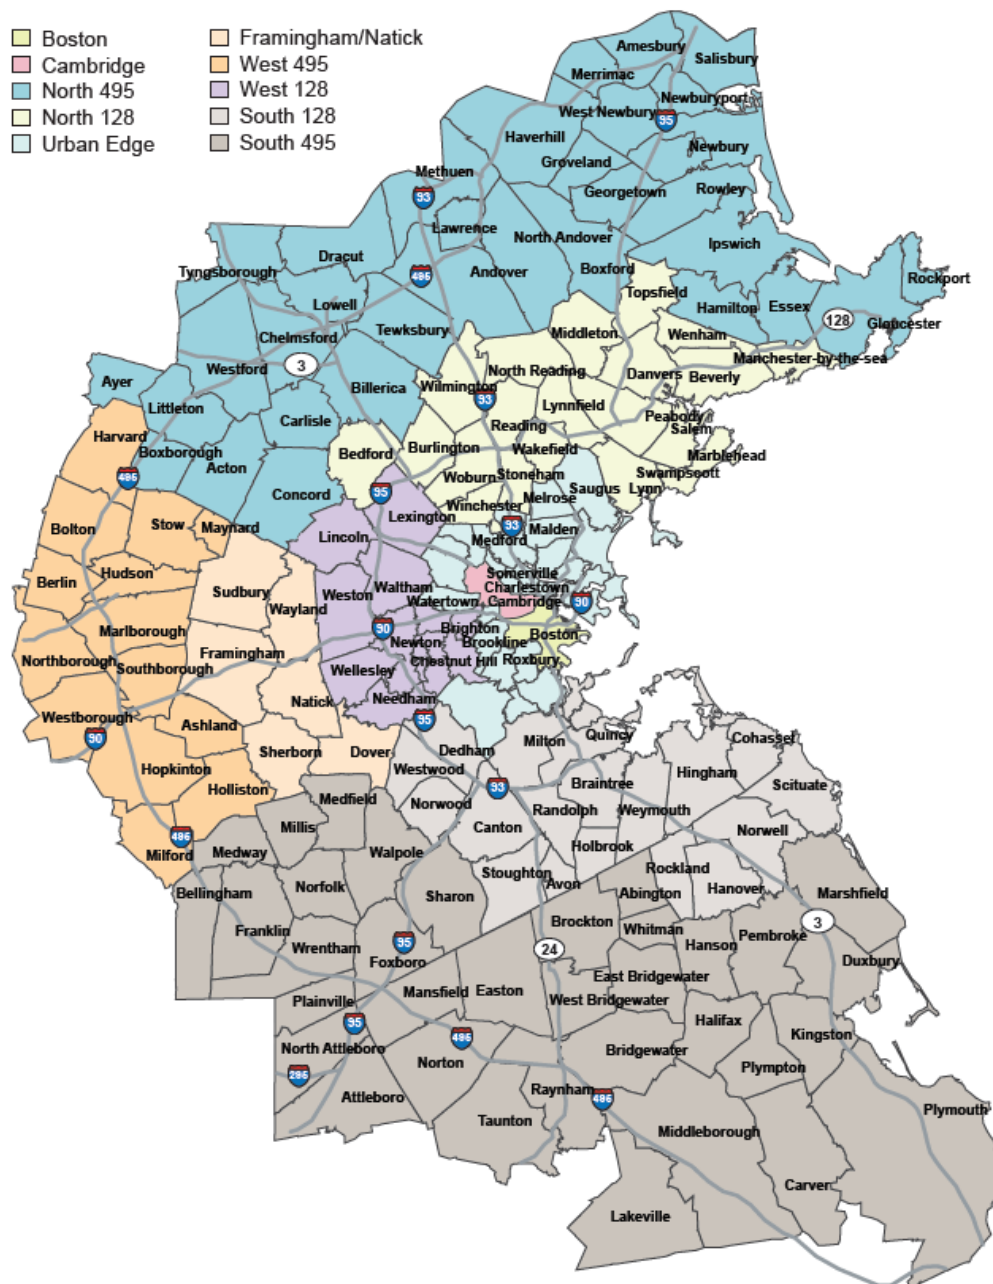 Boston
Cambridge
North 495
North 128
Urban Edge
Framingham/Natick
West 495
West 128
South 128
South 495
Amesbury
Salisbury
Merrimac
Newburyport
West Newbury
95
Haverhill
Newbury
Groveland
Methuen
Georgetown
Rowley
93
Lawrence
North Andover
Ipswich
Dracut
Tyngsborough
495
Andover
Boxford
Rockport
Topsfield
Lowell
Hamilton
Essex
128
Gloucester
Chelmsford
Tewksbury
Middleton
Wenham
3
Manchester-by-the-sea
Westford
North Reading
Danvers
Beverly
Ayer
Billerica
Wilmington
93
Littleton
Lynnfield
Carlisle
Reading
Peabody
Salem
Harvard
Boxborough
Bedford
Burlington
Wakefield
Marblehead
Acton
495
Woburn
Stoneham
Swampscott
Concord
95
Melrose
Saugus
Lynn
Winchester
Lexington
Bolton
Stow
Maynard
93
Malden
Lincoln
Medford
Hudson
Berlin
Somerville
Sudbury
Weston
Waltham
Charlestown
Wayland
Watertown
Cambridge
90
Marlborough
90
Brighton
Boston
Newton
Brookline
Framingham
Northborough
Southborough
Chestnut Hill
Roxbury
Wellesley
Natick
Needham
Westborough
95
Ashland
90
Quincy
Cohasset
Milton
Sherborn
Dover
Dedham
Hopkinton
Westwood
Hingham
Braintree
Scituate
93
Holliston
Medfield
Norwood
Randolph
Weymouth
Millis
Canton
Norwell
495
Holbrook
Milford
Medway
Walpole
Stoughton
Rockland
Avon
Norfolk
Bellingham
Sharon
Abington
Hanover
Marshfield
Brockton
3
Franklin
Whitman
Pembroke
Wrentham
95
Hanson
24
Foxboro
Duxbury
East Bridgewater
Mansfield
Easton
Plainville
West Bridgewater
Halifax
95
Kingston
495
North Attleboro
Bridgewater
Norton
Plympton
295
Raynham
Attleboro
495
Plymouth
Taunton
Middleborough
Carver
Lakeville